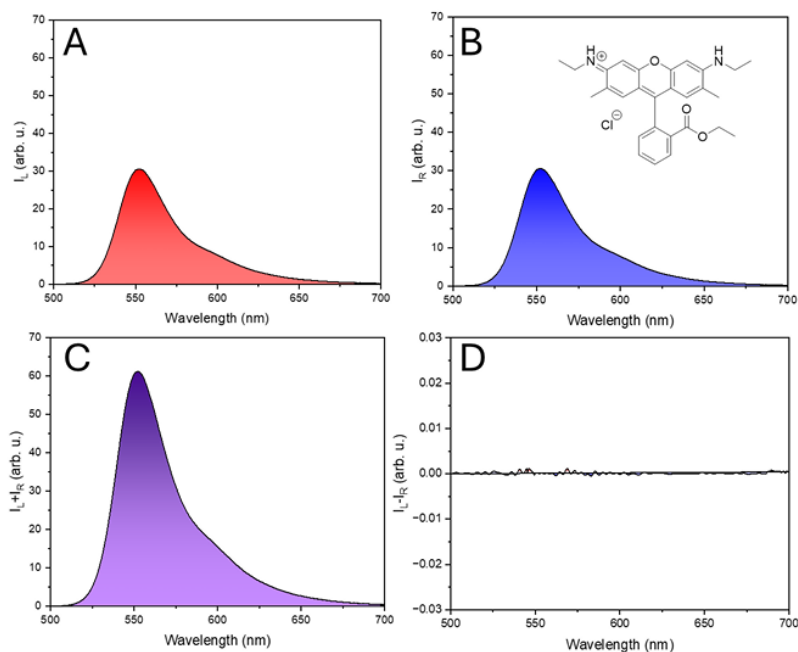 A
I_L (arb. u.)
70
60
50
40
30
20
10
0
500 550 600 650 700
Wavelength (nm)
B
I_R (arb. u.)
70
60
50
40
30
20
10
0
500 550 600 650 700
Wavelength (nm)
H
N
⊕
O
H
N
Cl⊖
O
O
C
I_L+I_R (arb. u.)
70
60
50
40
30
20
10
0
500 550 600 650 700
Wavelength (nm)
D
I_L-I_R (arb. u.)
0.03
0.02
0.01
0.00
−0.01
−0.02
−0.03
500 550 600 650 700
Wavelength (nm)